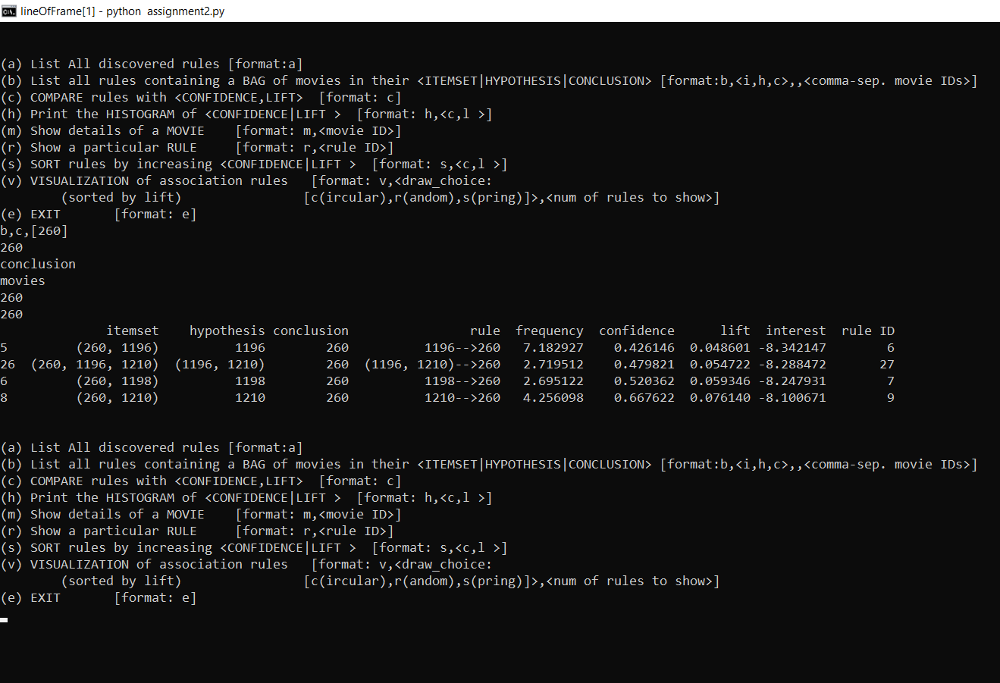 lineOfFrame[1] - python  assignment2.py
(a) List All discovered rules [format:a]
(b) List all rules containing a BAG of movies in their <ITEMSET|HYPOTHESIS|CONCLUSION> [format:b,<i,h,c>,,<comma-sep. movie IDs>]
(c) COMPARE rules with <CONFIDENCE,LIFT>  [format: c]
(h) Print the HISTOGRAM of <CONFIDENCE|LIFT >  [format: h,<c,l >]
(m) Show details of a MOVIE    [format: m,<movie ID>]
(r) Show a particular RULE     [format: r,<rule ID>]
(s) SORT rules by increasing <CONFIDENCE|LIFT >  [format: s,<c,l >]
(v) VISUALIZATION of association rules   [format: v,<draw_choice:
        (sorted by lift)                [c(ircular),r(andom),s(pring)]>,<num of rules to show>]
(e) EXIT       [format: e]
b,c,[260]
260
conclusion
movies
260
260
              itemset    hypothesis conclusion                rule  frequency  confidence      lift  interest  rule ID
5         (260, 1196)          1196        260          1196-->260   7.182927    0.426146  0.048601 -8.342147        6
26  (260, 1196, 1210)  (1196, 1210)        260  (1196, 1210)-->260   2.719512    0.479821  0.054722 -8.288472       27
6         (260, 1198)          1198        260          1198-->260   2.695122    0.520362  0.059346 -8.247931        7
8         (260, 1210)          1210        260          1210-->260   4.256098    0.667622  0.076140 -8.100671        9
(a) List All discovered rules [format:a]
(b) List all rules containing a BAG of movies in their <ITEMSET|HYPOTHESIS|CONCLUSION> [format:b,<i,h,c>,,<comma-sep. movie IDs>]
(c) COMPARE rules with <CONFIDENCE,LIFT>  [format: c]
(h) Print the HISTOGRAM of <CONFIDENCE|LIFT >  [format: h,<c,l >]
(m) Show details of a MOVIE    [format: m,<movie ID>]
(r) Show a particular RULE     [format: r,<rule ID>]
(s) SORT rules by increasing <CONFIDENCE|LIFT >  [format: s,<c,l >]
(v) VISUALIZATION of association rules   [format: v,<draw_choice:
        (sorted by lift)                [c(ircular),r(andom),s(pring)]>,<num of rules to show>]
(e) EXIT       [format: e]